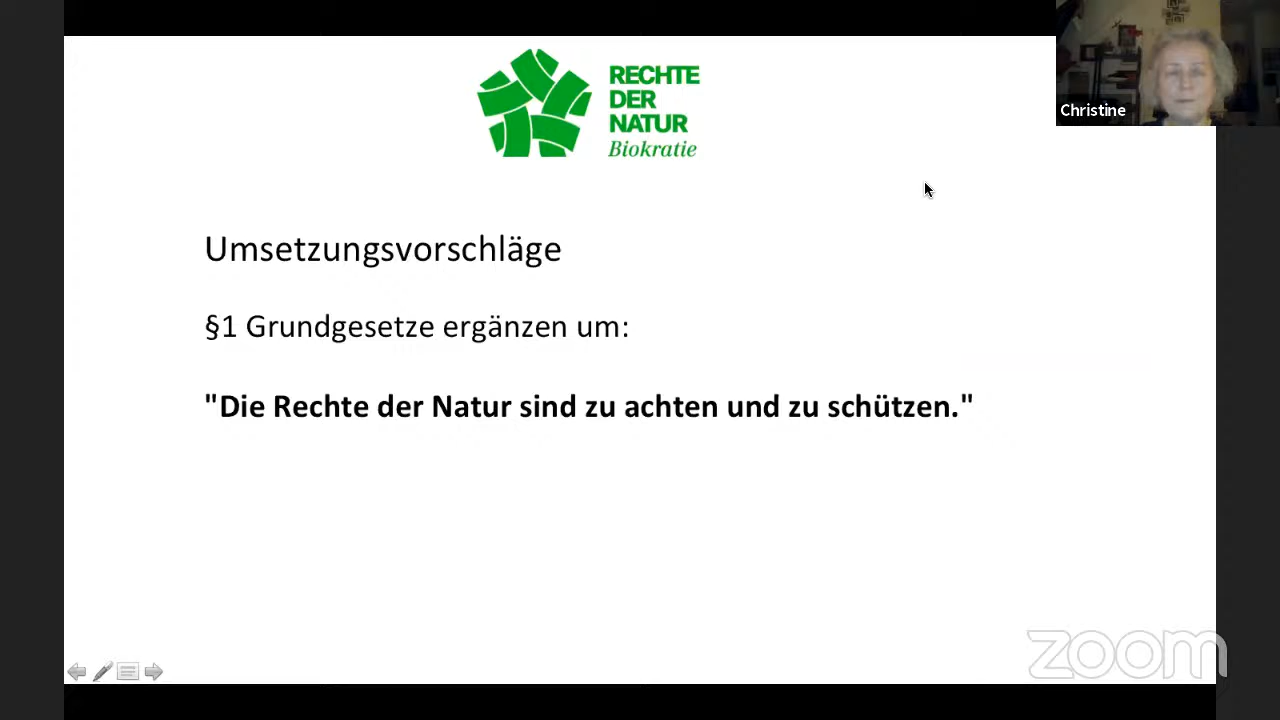 RECHTE
DER
NATUR
Biokratie
Christine
Umsetzungsvorschläge
§1 Grundgesetze ergänzen um:
"Die Rechte der Natur sind zu achten und zu schützen."
zoom